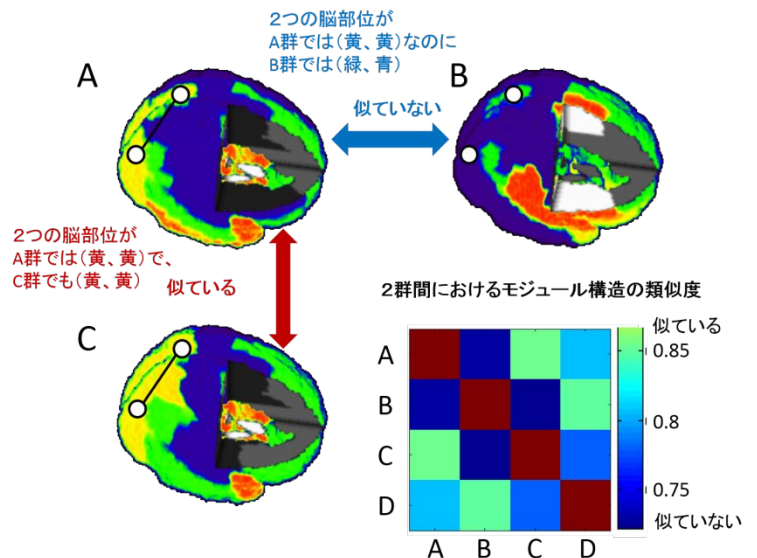 2つの脳部位が
A群では(黄、黄)なのに
B群では(緑、青)
A
B
似ていない
2つの脳部位が
A群では(黄、黄)で、
C群でも(黄、黄)
似ている
C
2群間におけるモジュール構造の類似度
似ている
0.85
0.8
0.75
似ていない
A
B
C
D
A B C D